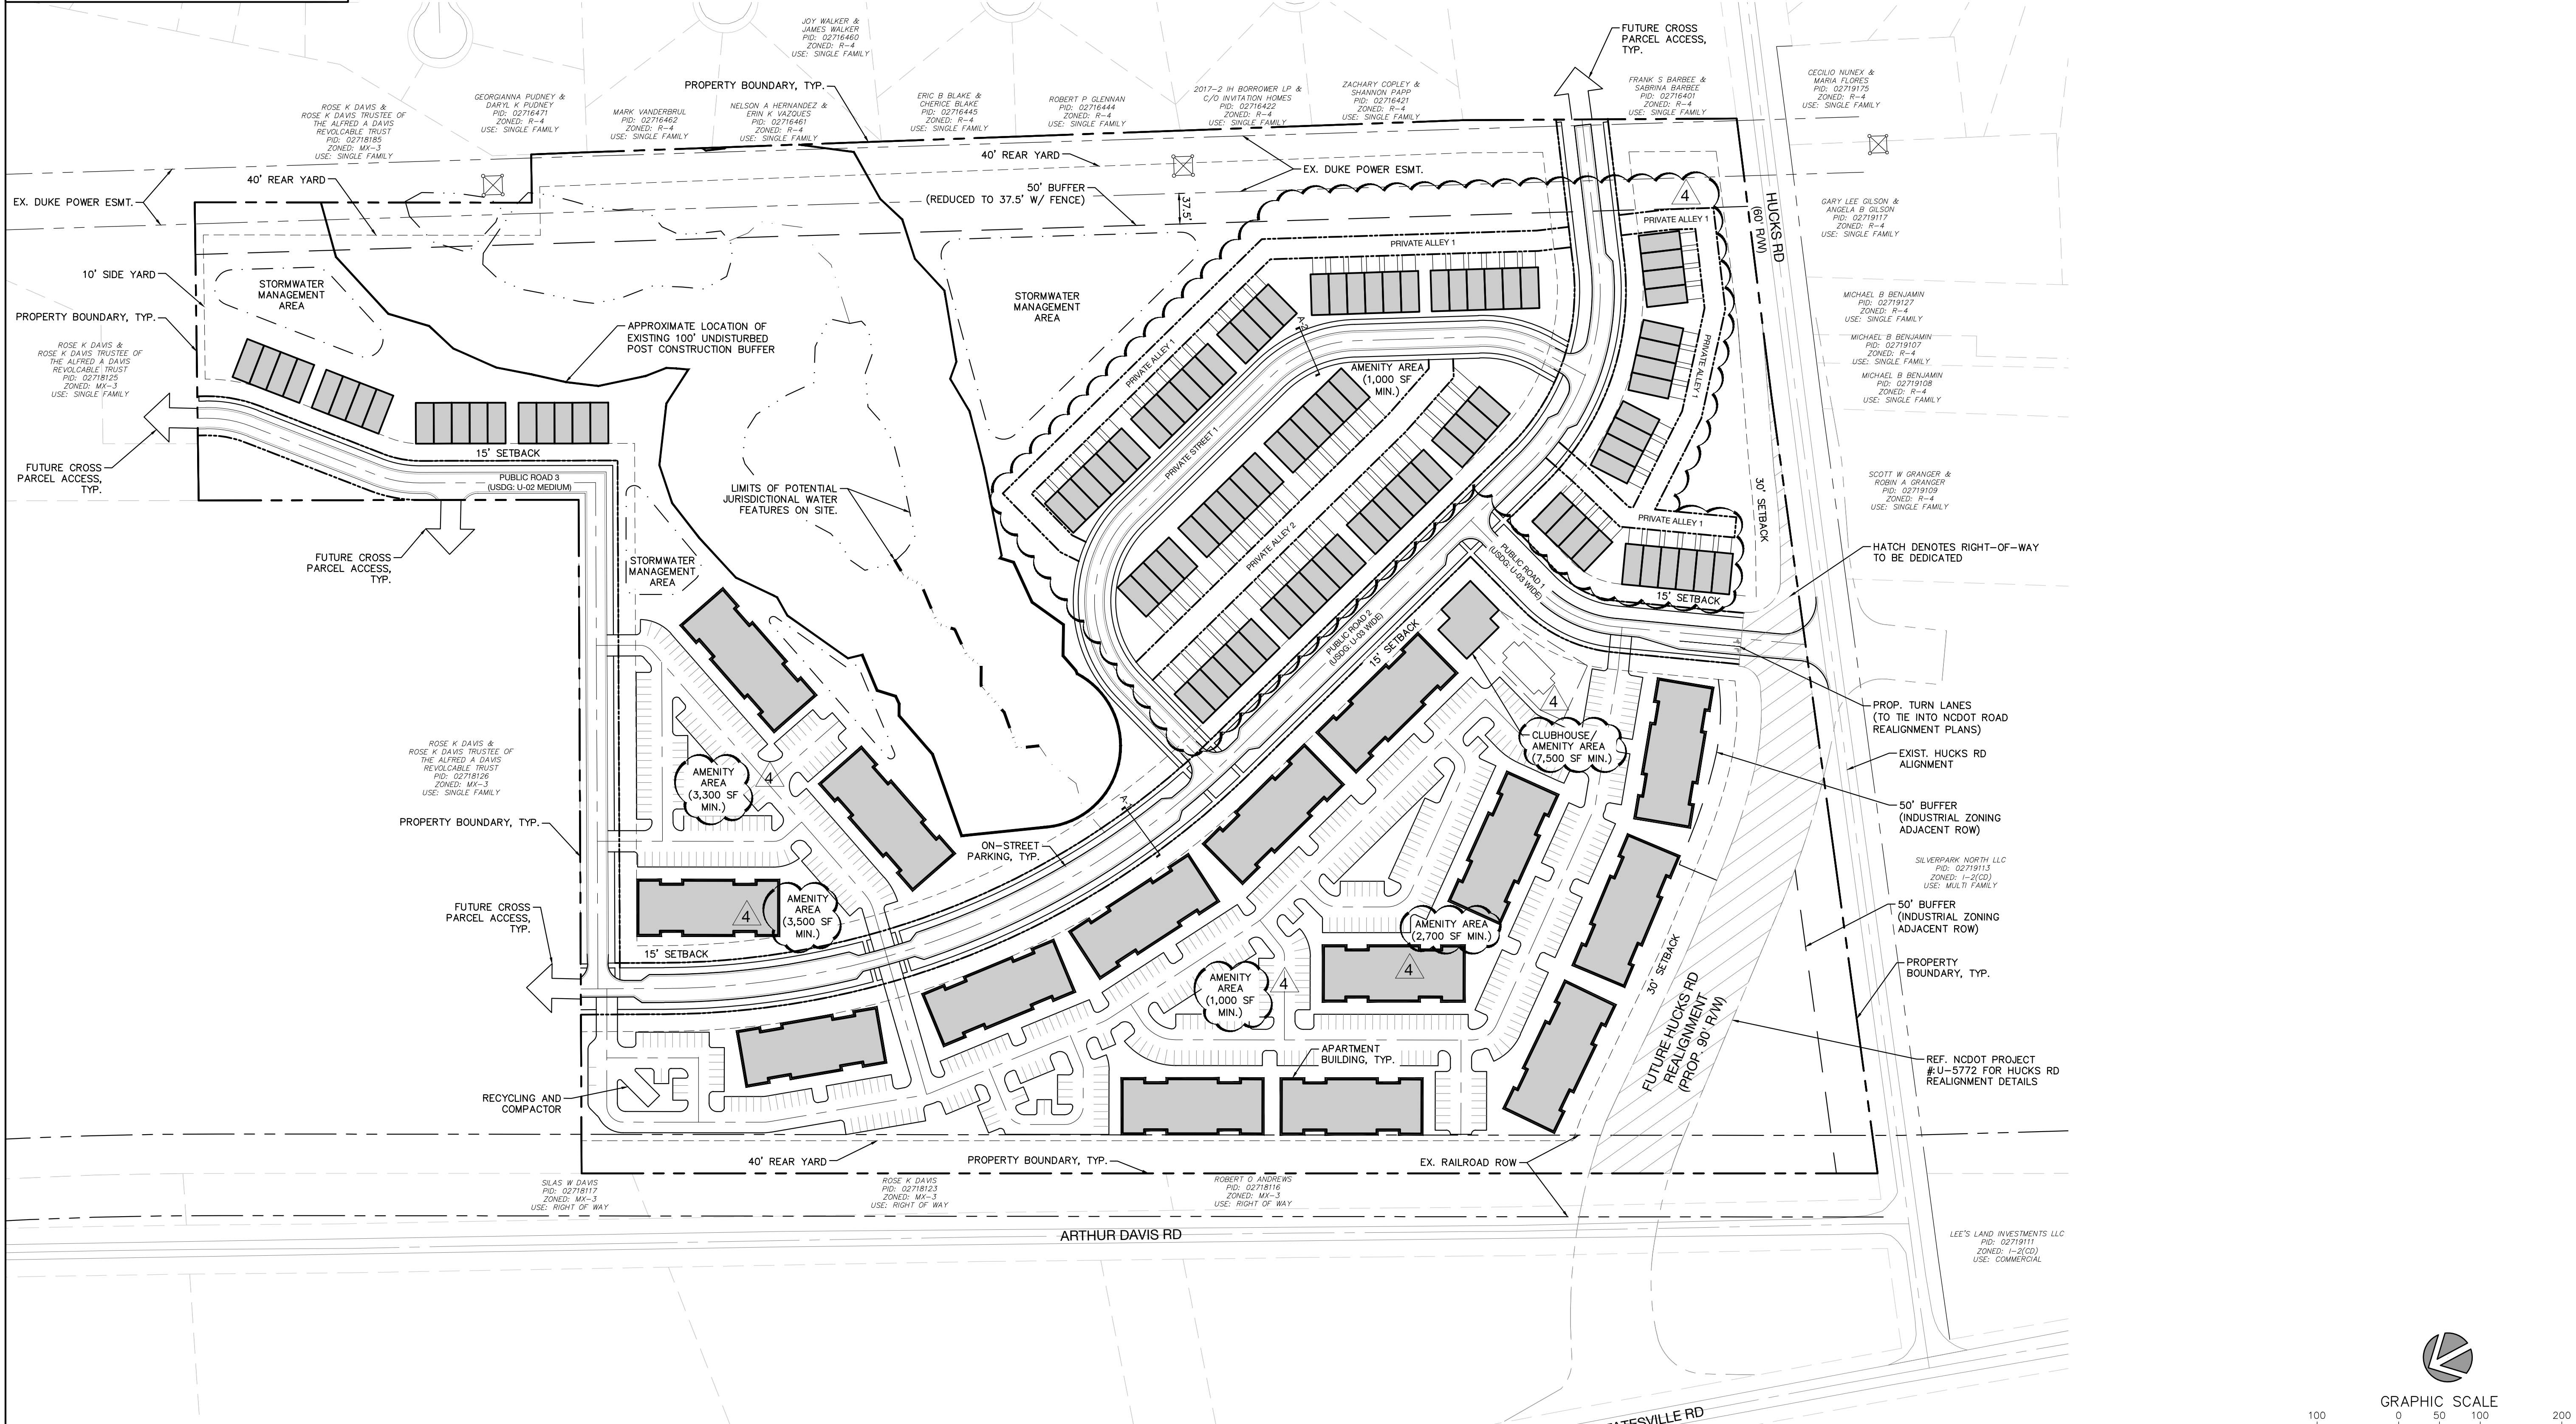 JOY WALKER &
JAMES WALKER
PID: 02716460
ZONED: R-4
USE: SINGLE FAMILY
FUTURE CROSS
PARCEL ACCESS,
TYP.
PROPERTY BOUNDARY, TYP.
ROSE K DAVIS &
ROSE K DAVIS TRUSTEE OF
THE ALFRED A DAVIS
REVOLCABLE TRUST
PID: 02718185
ZONED: MX-3
USE: SINGLE FAMILY
GEORGIANNA PUDNEY &
DARYL K PUDNEY
PID: 02716471
ZONED: R-4
USE: SINGLE FAMILY
MARK VANDERBRUL
PID: 02716462
ZONED: R-4
USE: SINGLE FAMILY
NELSON A HERNANDEZ &
ERIN K VAZQUES
PID: 02716461
ZONED: R-4
USE: SINGLE FAMILY
ERIC B BLAKE &
CHERICE BLAKE
PID: 02716445
ZONED: R-4
USE: SINGLE FAMILY
ROBERT P GLENNAN
PID: 02716444
ZONED: R-4
USE: SINGLE FAMILY
2017-2 IH BORROWER LP &
C/O INVITATION HOMES
PID: 02716422
ZONED: R-4
USE: SINGLE FAMILY
ZACHARY COPLEY &
SHANNON PAPP
PID: 02716421
ZONED: R-4
USE: SINGLE FAMILY
FRANK S BARBEE &
SABRINA BARBEE
PID: 02716401
ZONED: R-4
USE: SINGLE FAMILY
CECILIO NUNEX &
MARIA FLORES
PID: 02719175
ZONED: R-4
USE: SINGLE FAMILY
40' REAR YARD
EX. DUKE POWER ESMT.
40' REAR YARD
50' BUFFER
(REDUCED TO 37.5' W/ FENCE)
37.5'
EX. DUKE POWER ESMT.
4
PRIVATE ALLEY 1
PRIVATE ALLEY 1
HUCKS RD
(60' R/W)
GARY LEE GILSON &
ANGELA B GILSON
PID: 02719117
ZONED: R-4
USE: SINGLE FAMILY
10' SIDE YARD
STORMWATER
MANAGEMENT
AREA
STORMWATER
MANAGEMENT
AREA
PROPERTY BOUNDARY, TYP.
APPROXIMATE LOCATION OF
EXISTING 100' UNDISTURBED
POST CONSTRUCTION BUFFER
MICHAEL B BENJAMIN
PID: 02719127
ZONED: R-4
USE: SINGLE FAMILY
MICHAEL B BENJAMIN
PID: 02719107
ZONED: R-4
USE: SINGLE FAMILY
MICHAEL B BENJAMIN
PID: 02719108
ZONED: R-4
USE: SINGLE FAMILY
ROSE K DAVIS &
ROSE K DAVIS TRUSTEE OF
THE ALFRED A DAVIS
REVOLCABLE TRUST
PID: 02718125
ZONED: MX-3
USE: SINGLE FAMILY
PRIVATE ALLEY 1
PRIVATE ALLEY 1
AMENITY AREA
(1,000 SF
MIN.)
PRIVATE STREET 1
PRIVATE ALLEY 2
15' SETBACK
PUBLIC ROAD 3
(USDG: U-02 MEDIUM)
FUTURE CROSS
PARCEL ACCESS,
TYP.
LIMITS OF POTENTIAL
JURISDICTIONAL WATER
FEATURES ON SITE.
SCOTT W GRANGER &
ROBIN A GRANGER
PID: 02719109
ZONED: R-4
USE: SINGLE FAMILY
30' SETBACK
PRIVATE ALLEY 1
HATCH DENOTES RIGHT-OF-WAY
TO BE DEDICATED
FUTURE CROSS
PARCEL ACCESS,
TYP.
STORMWATER
MANAGEMENT
AREA
PUBLIC ROAD 1
(USDG: U-03 WIDE)
15' SETBACK
PUBLIC ROAD 2
(USDG: U-03 WIDE)
15' SETBACK
PROP. TURN LANES
(TO TIE INTO NCDOT ROAD
REALIGNMENT PLANS)
4
CLUBHOUSE/
AMENITY AREA
(7,500 SF MIN.)
EXIST. HUCKS RD
ALIGNMENT
ROSE K DAVIS &
ROSE K DAVIS TRUSTEE OF
THE ALFRED A DAVIS
REVOLCABLE TRUST
PID: 02718126
ZONED: MX-3
USE: SINGLE FAMILY
AMENITY
AREA
(3,300 SF
MIN.)
4
50' BUFFER
(INDUSTRIAL ZONING
ADJACENT ROW)
PROPERTY BOUNDARY, TYP.
ON-STREET
PARKING, TYP.
SILVERPARK NORTH LLC
PID: 02719113
ZONED: I-2(CD)
USE: MULTI FAMILY
FUTURE CROSS
PARCEL ACCESS,
TYP.
4
AMENITY
AREA
(3,500 SF
MIN.)
AMENITY AREA
(2,700 SF MIN.)
50' BUFFER
(INDUSTRIAL ZONING
ADJACENT ROW)
15' SETBACK
4
AMENITY
AREA
(1,000 SF
MIN.)
4
30' SETBACK
PROPERTY
BOUNDARY, TYP.
FUTURE HUCKS RD
REALIGNMENT
(PROP. 90' R/W)
APARTMENT
BUILDING, TYP.
REF. NCDOT PROJECT
#:U-5772 FOR HUCKS RD
REALIGNMENT DETAILS
RECYCLING AND
COMPACTOR
40' REAR YARD
PROPERTY BOUNDARY, TYP.
EX. RAILROAD ROW
SILAS W DAVIS
PID: 02718117
ZONED: MX-3
USE: RIGHT OF WAY
ROSE K DAVIS
PID: 02718123
ZONED: MX-3
USE: RIGHT OF WAY
ROBERT O ANDREWS
PID: 02718116
ZONED: MX-3
USE: RIGHT OF WAY
ARTHUR DAVIS RD
LEE'S LAND INVESTMENTS LLC
PID: 02719111
ZONED: I-2(CD)
USE: COMMERCIAL
GRAPHIC SCALE
100 0 50 100 200